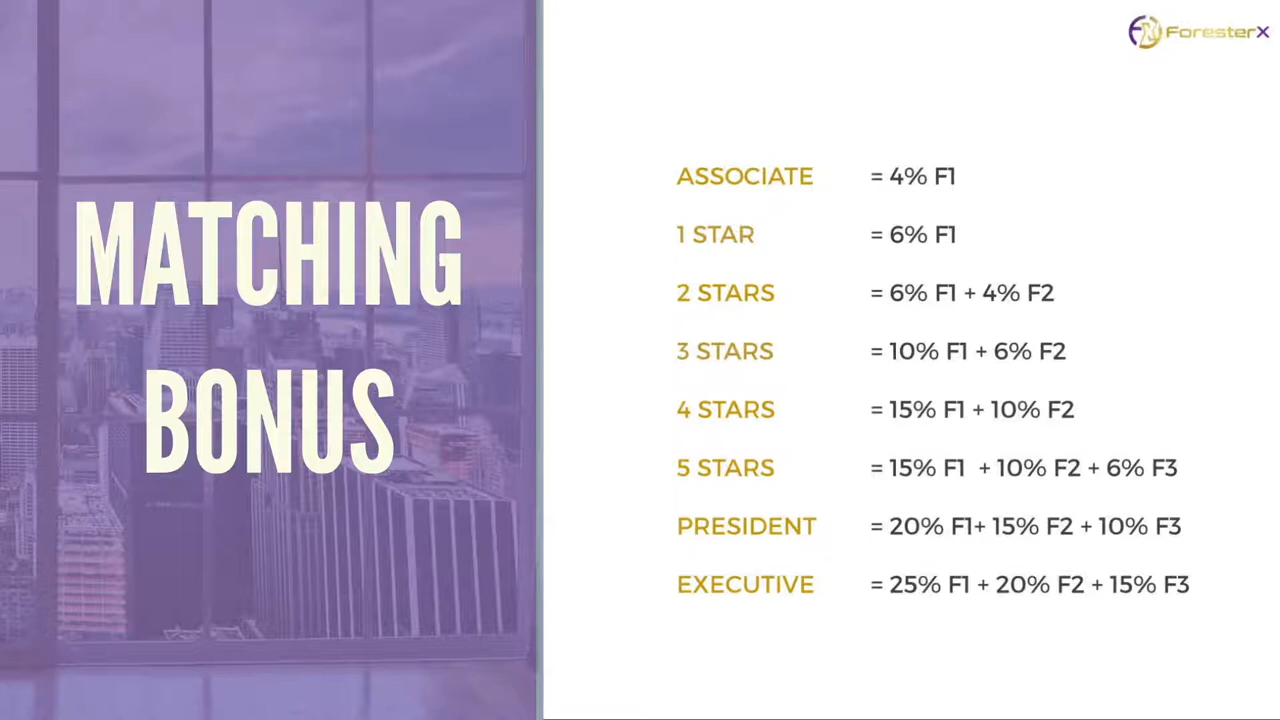 ForesterX
MATCHING
BONUS
ASSOCIATE = 4% F1
1 STAR = 6% F1
2 STARS = 6% F1 + 4% F2
3 STARS = 10% F1 + 6% F2
4 STARS = 15% F1 + 10% F2
5 STARS = 15% F1 + 10% F2 + 6% F3
PRESIDENT = 20% F1+ 15% F2 + 10% F3
EXECUTIVE = 25% F1 + 20% F2 + 15% F3